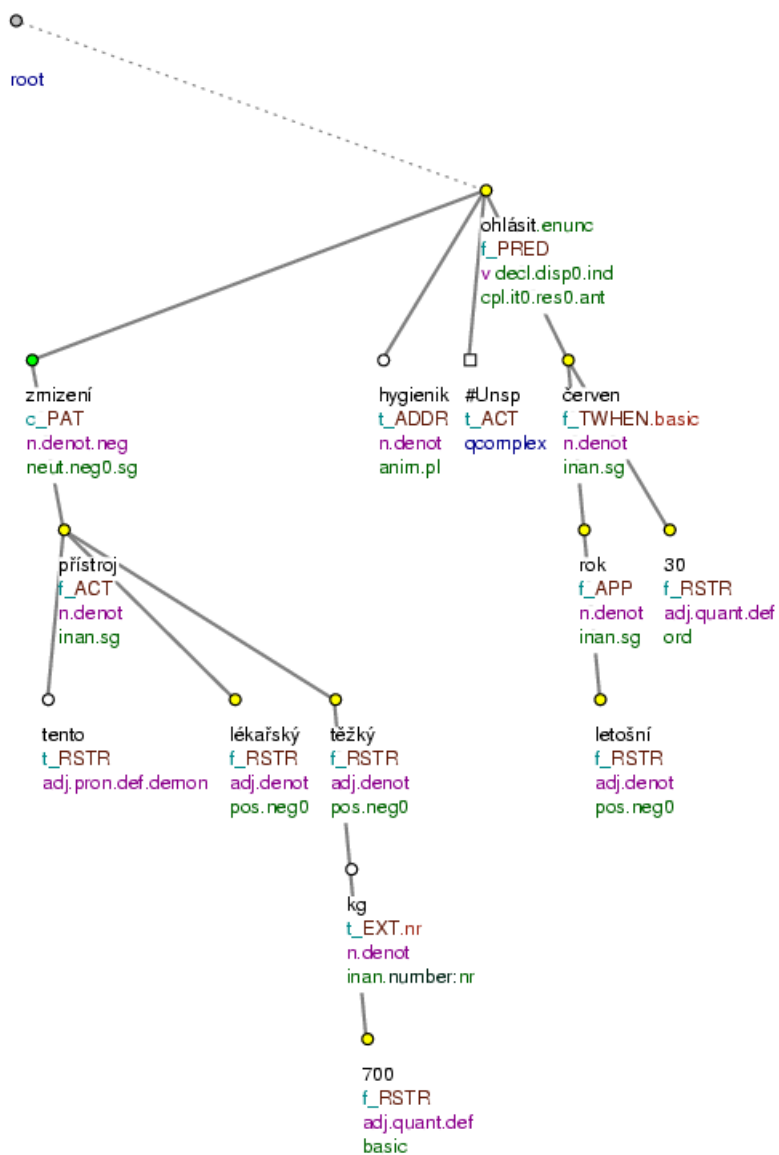 root
ohlásit.enunc
f_PRED
v decl.disp0.ind
cpl.it0.res0.ant
zmizení
c_PAT
n.denot.neg
neut.neg0.sg
hygienik
t_ADDR
n.denot
anim.pl
#Unsp
t_ACT
qcomplex
červen
f_TWHEN.basic
n.denot
inan.sg
přístroj
f_ACT
n.denot
inan.sg
rok
f_APP
n.denot
inan.sg
30
f_RSTR
adj.quant.def
ord
tento
t_RSTR
adj.pron.def.demon
lékařský
f_RSTR
adj.denot
pos.neg0
těžký
f_RSTR
adj.denot
pos.neg0
letošní
f_RSTR
adj.denot
pos.neg0
kg
t_EXT.nr
n.denot
inan.number:nr
700
f_RSTR
adj.quant.def
basic